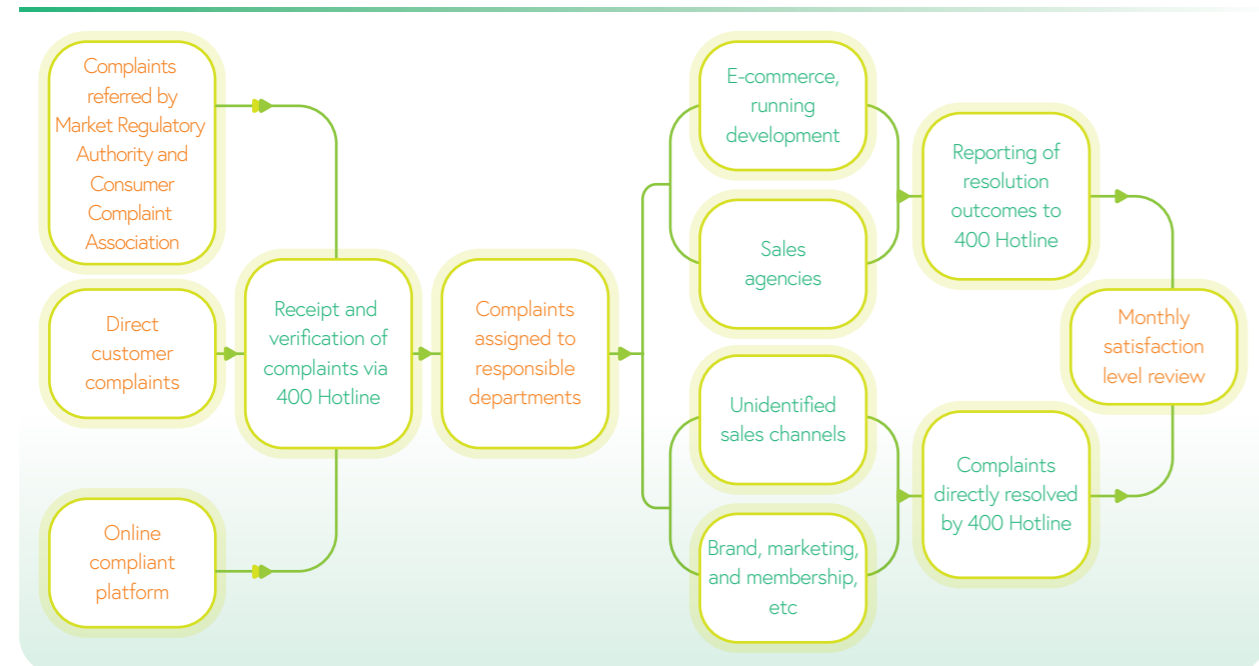 Complaints
referred by
Market Regulatory
Authority and
Consumer
Complaint
Association
Direct
customer
complaints
Online
compliant
platform
Receipt and
verification of
complaints via
400 Hotline
Complaints
assigned to
responsible
departments
E-commerce,
running
development
Sales
agencies
Unidentified
sales channels
Brand, marketing,
and membership,
etc
Reporting of
resolution
outcomes to
400 Hotline
Complaints
directly resolved
by 400 Hotline
Monthly
satisfaction
level review